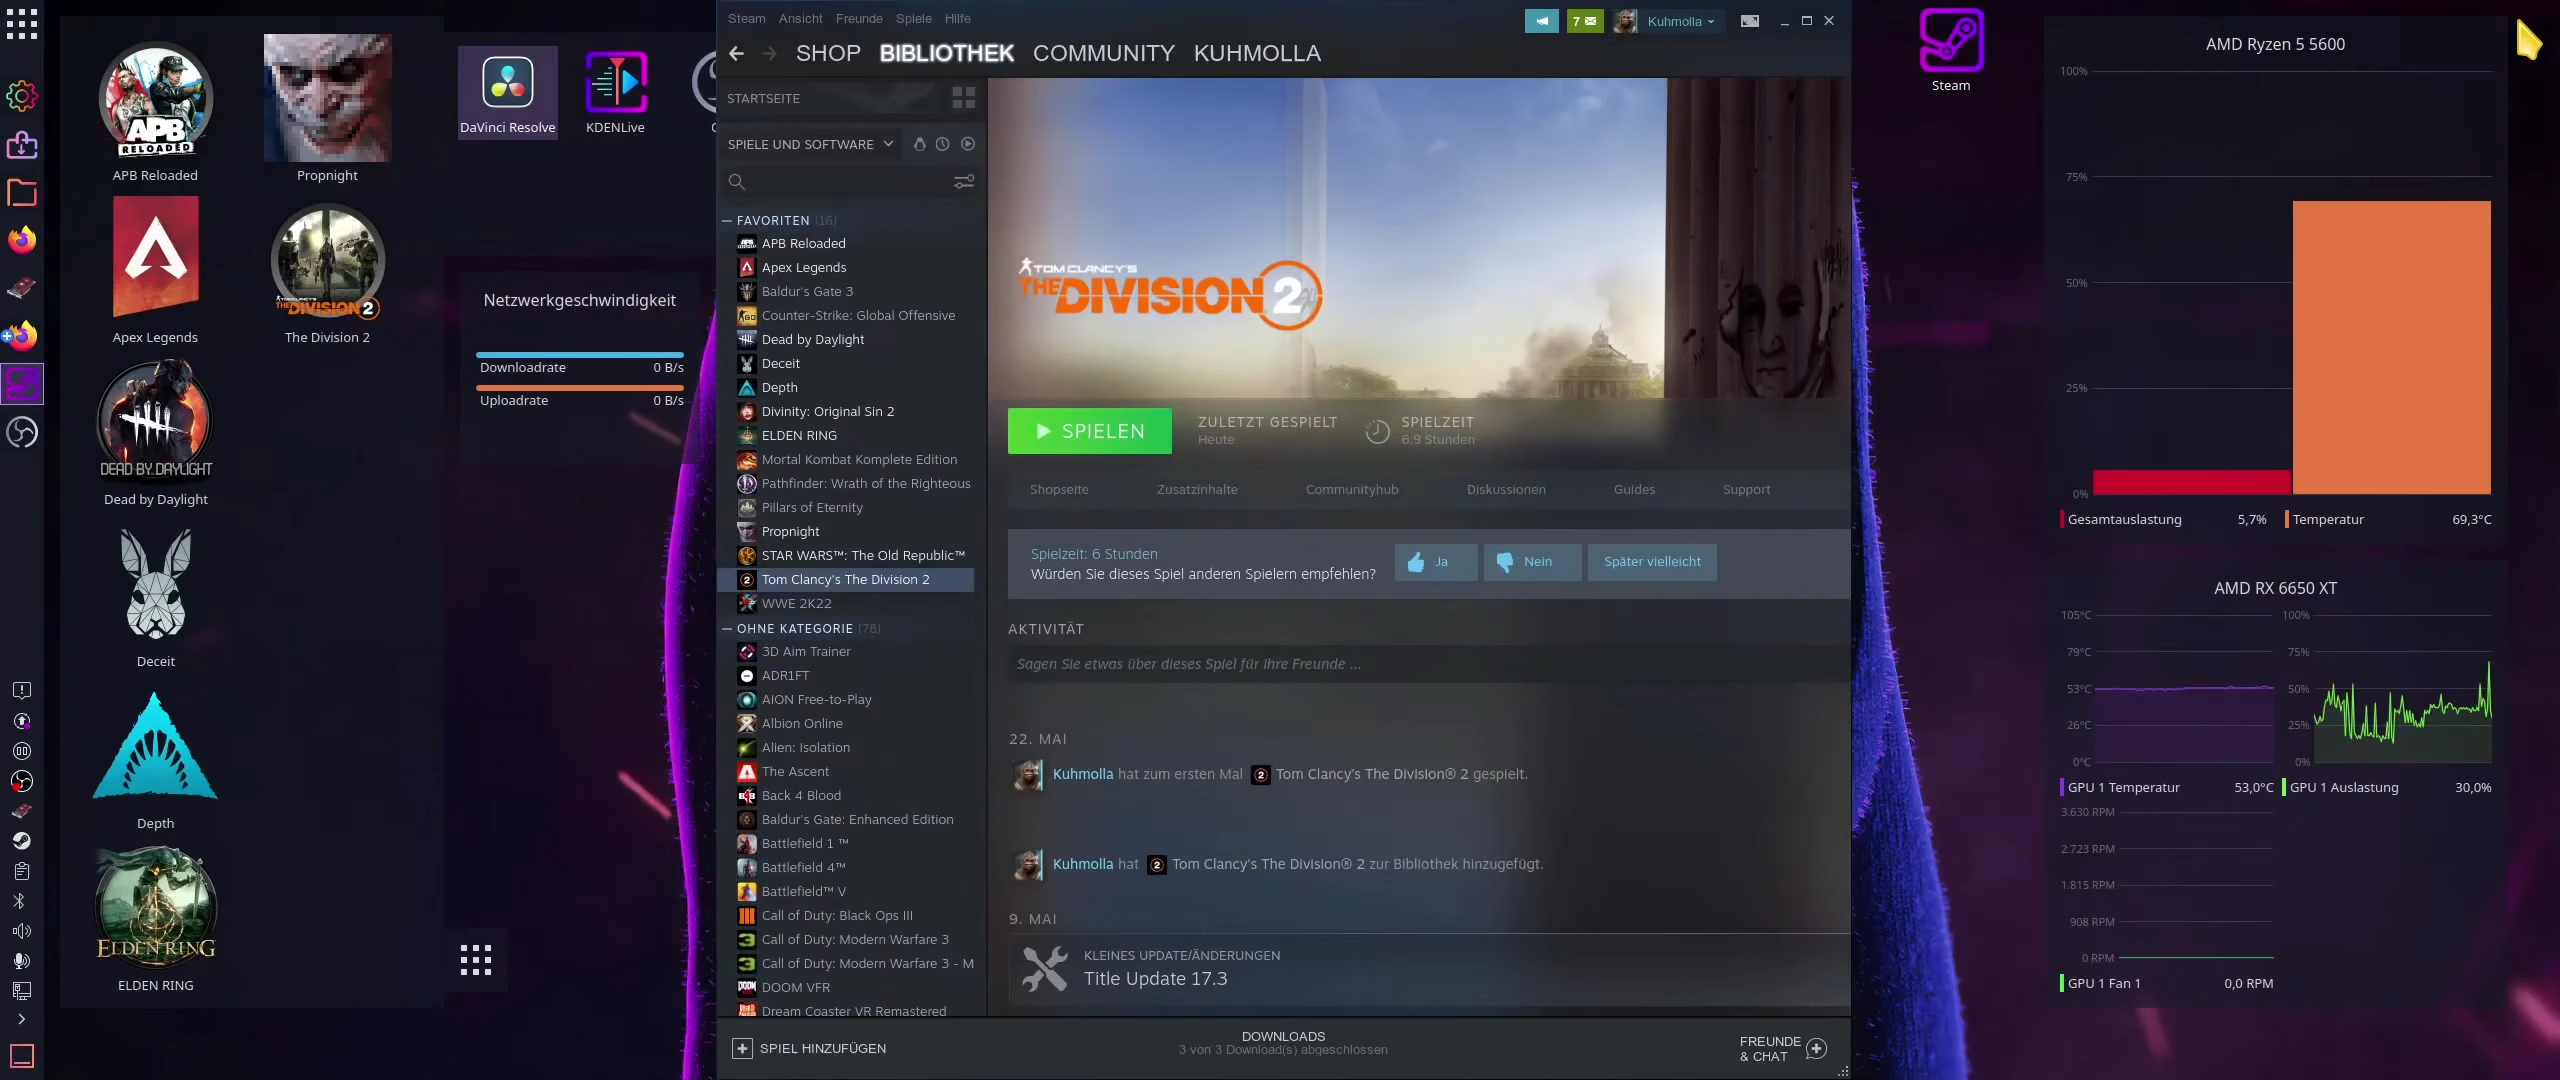 APB
RELOADED
APB Reloaded
Propnight
Apex Legends
TOM CLANCY'S
THE DIVISION 2
The Division 2
DEAD BY DAYLIGHT
Dead by Daylight
Deceit
Depth
ELDEN RING
ELDEN RING
DaVinci Resolve
KDENLive
Netzwerkgeschwindigkeit
Downloadrate 0 B/s
Uploadrate 0 B/s
Steam Ansicht Freunde Spiele Hilfe
7
Kuhmolla
SHOP BIBLIOTHEK COMMUNITY KUHMOLLA
STARTSEITE
SPIELE UND SOFTWARE
FAVORITEN (16)
APB Reloaded
Apex Legends
Baldur's Gate 3
Counter-Strike: Global Offensive
Dead by Daylight
Deceit
Depth
Divinity: Original Sin 2
ELDEN RING
Mortal Kombat Komplete Edition
Pathfinder: Wrath of the Righteous
Pillars of Eternity
Propnight
STAR WARS™: The Old Republic™
Tom Clancy's The Division 2
WWE 2K22
OHNE KATEGORIE (78)
3D Aim Trainer
ADR1FT
AION Free-to-Play
Albion Online
Alien: Isolation
The Ascent
Back 4 Blood
Baldur's Gate: Enhanced Edition
Battlefield 1 ™
Battlefield 4™
Battlefield™ V
Call of Duty: Black Ops III
Call of Duty: Modern Warfare 3
Call of Duty: Modern Warfare 3 - M
DOOM VFR
Dream Coaster VR Remastered
SPIEL HINZUFÜGEN
TOM CLANCY'S
THE DIVISION 2
SPIELEN
ZULETZT GESPIELT
Heute
SPIELZEIT
6.9 Stunden
Shopseite Zusatzinhalte Communityhub Diskussionen Guides Support
Spielzeit: 6 Stunden
Würden Sie dieses Spiel anderen Spielern empfehlen?
Ja Nein Später vielleicht
AKTIVITÄT
Sagen Sie etwas über dieses Spiel für Ihre Freunde ...
22. MAI
Kuhmolla hat zum ersten Mal Tom Clancy's The Division® 2 gespielt.
Kuhmolla hat Tom Clancy's The Division® 2 zur Bibliothek hinzugefügt.
9. MAI
KLEINES UPDATE/ÄNDERUNGEN
Title Update 17.3
DOWNLOADS
3 von 3 Download(s) abgeschlossen
FREUNDE
& CHAT
Steam
AMD Ryzen 5 5600
100%
75%
50%
25%
0%
Gesamtauslastung 5,7% Temperatur 69,3°C
AMD RX 6650 XT
105°C 100%
79°C 75%
53°C 50%
26°C 25%
0°C 0%
GPU 1 Temperatur 53,0°C GPU 1 Auslastung 30,0%
3.630 RPM
2.723 RPM
1.815 RPM
908 RPM
0 RPM
GPU 1 Fan 1 0,0 RPM